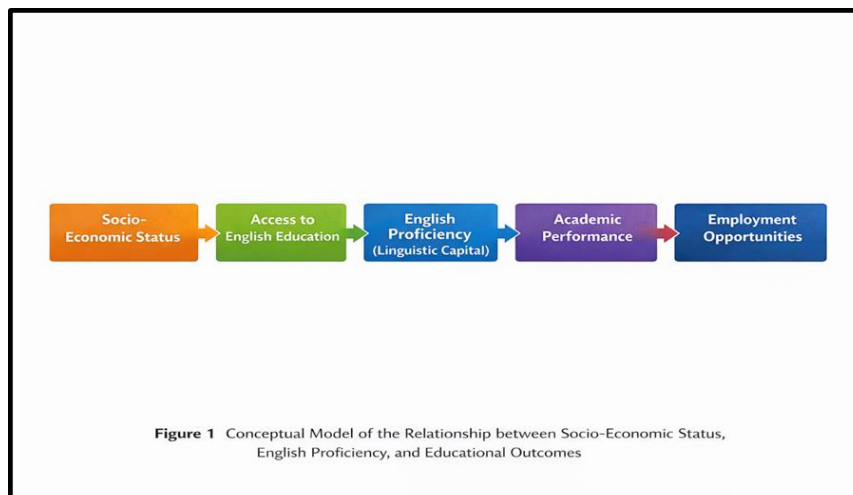 Socio-
Economic Status
Access to
English Education
English
Proficiency
(Linguistic Capital)
Academic
Performance
Employment
Opportunities
Figure 1 Conceptual Model of the Relationship between Socio-Economic Status,
English Proficiency, and Educational Outcomes